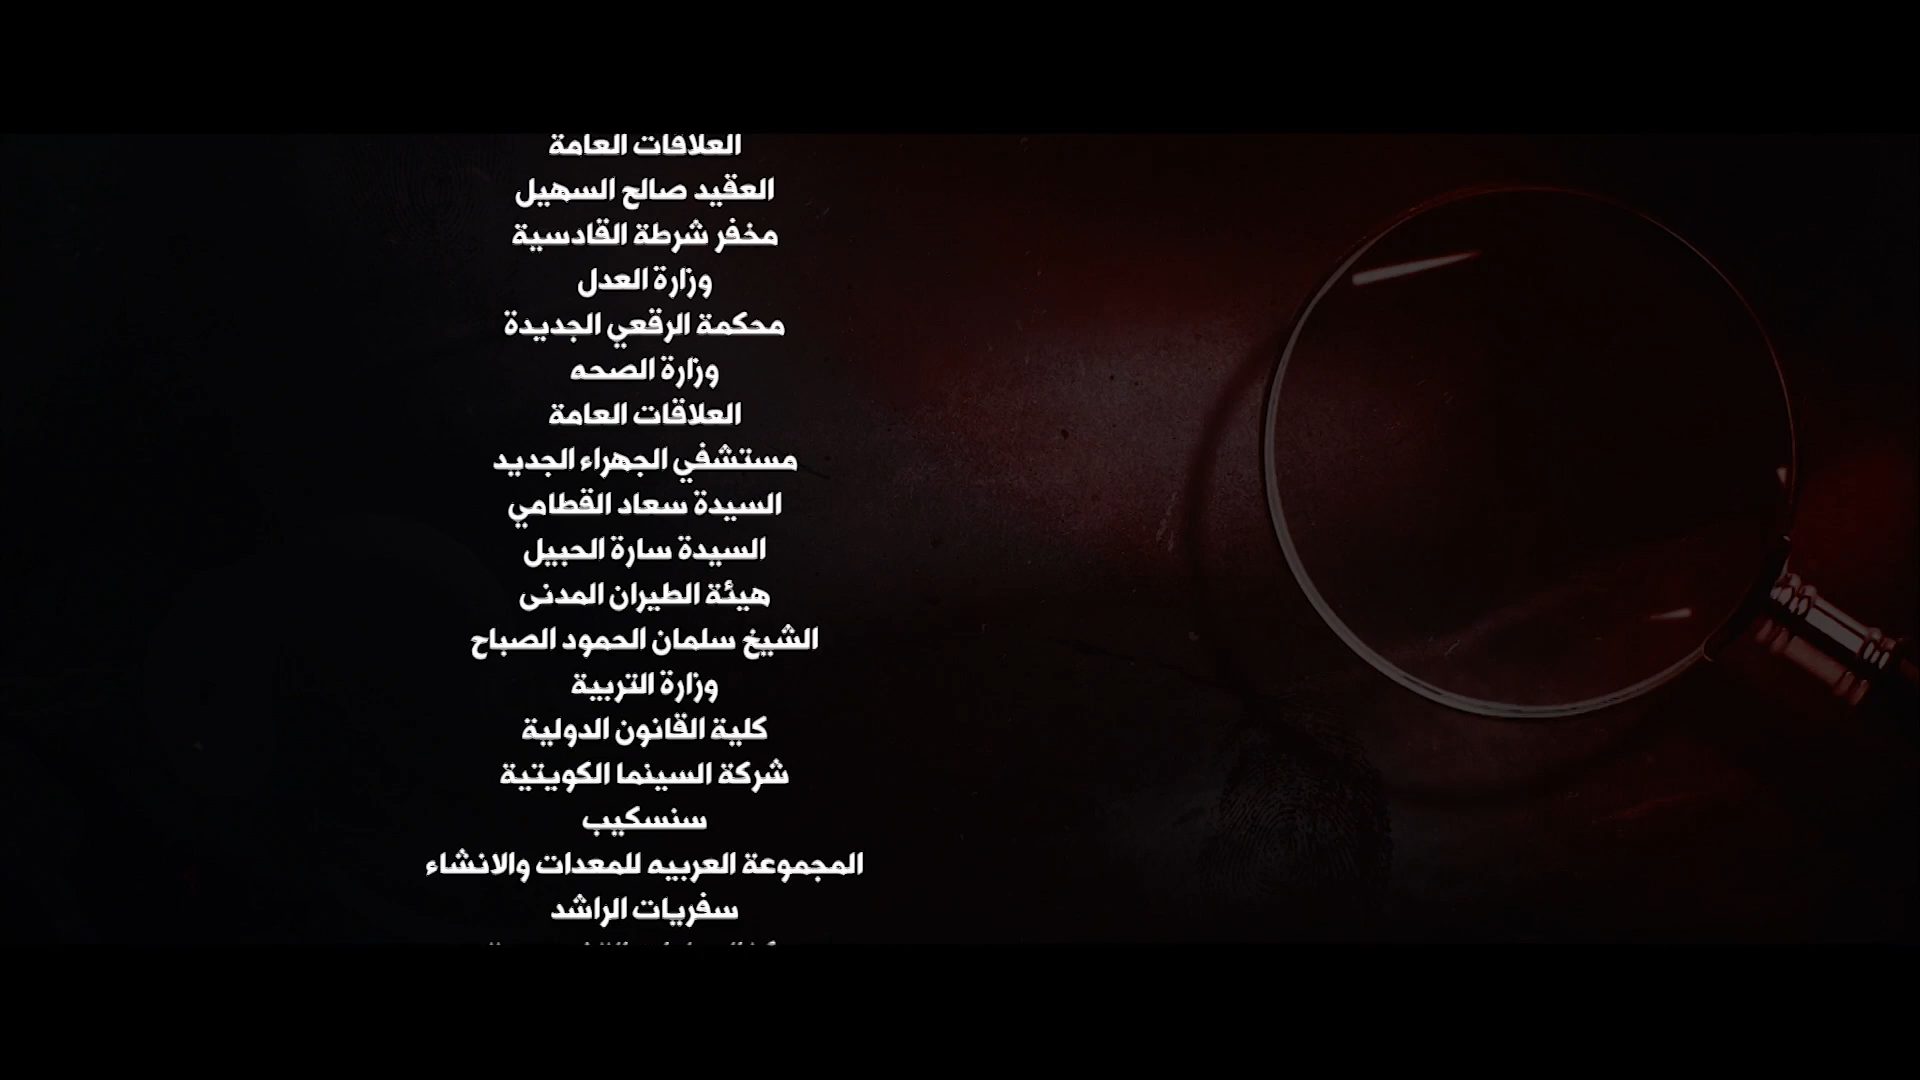 العلاقات العامة
العقيد صالح السهيل
مخفر شرطة القادسية
وزارة العدل
محكمة الرقعي الجديدة
وزارة الصحه
العلاقات العامة
مستشفي الجهراء الجديد
السيدة سعاد القطامي
السيدة سارة الحبيل
هيئة الطيران المدنى
الشيخ سلمان الحمود الصباح
وزارة التربية
كلية القانون الدولية
شركة السينما الكويتية
سنسكيب
المجموعة العربيه للمعدات والانشاء
سفريات الراشد